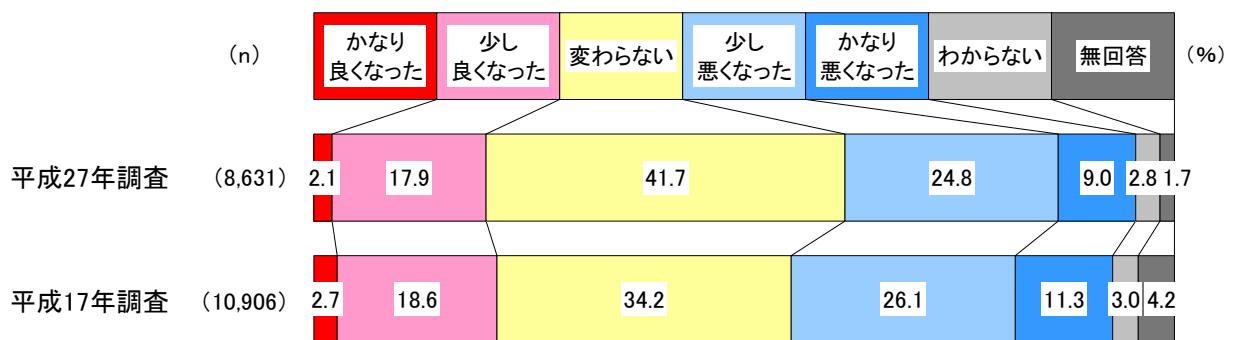 (n)
かなり
良くなった
少し
良くなった
変わらない
少し
悪くなった
かなり
悪くなった
わからない
無回答
(%)
平成27年調査 (8,631) 2.1 17.9 41.7 24.8 9.0 2.8 1.7
平成17年調査 (10,906) 2.7 18.6 34.2 26.1 11.3 3.0 4.2